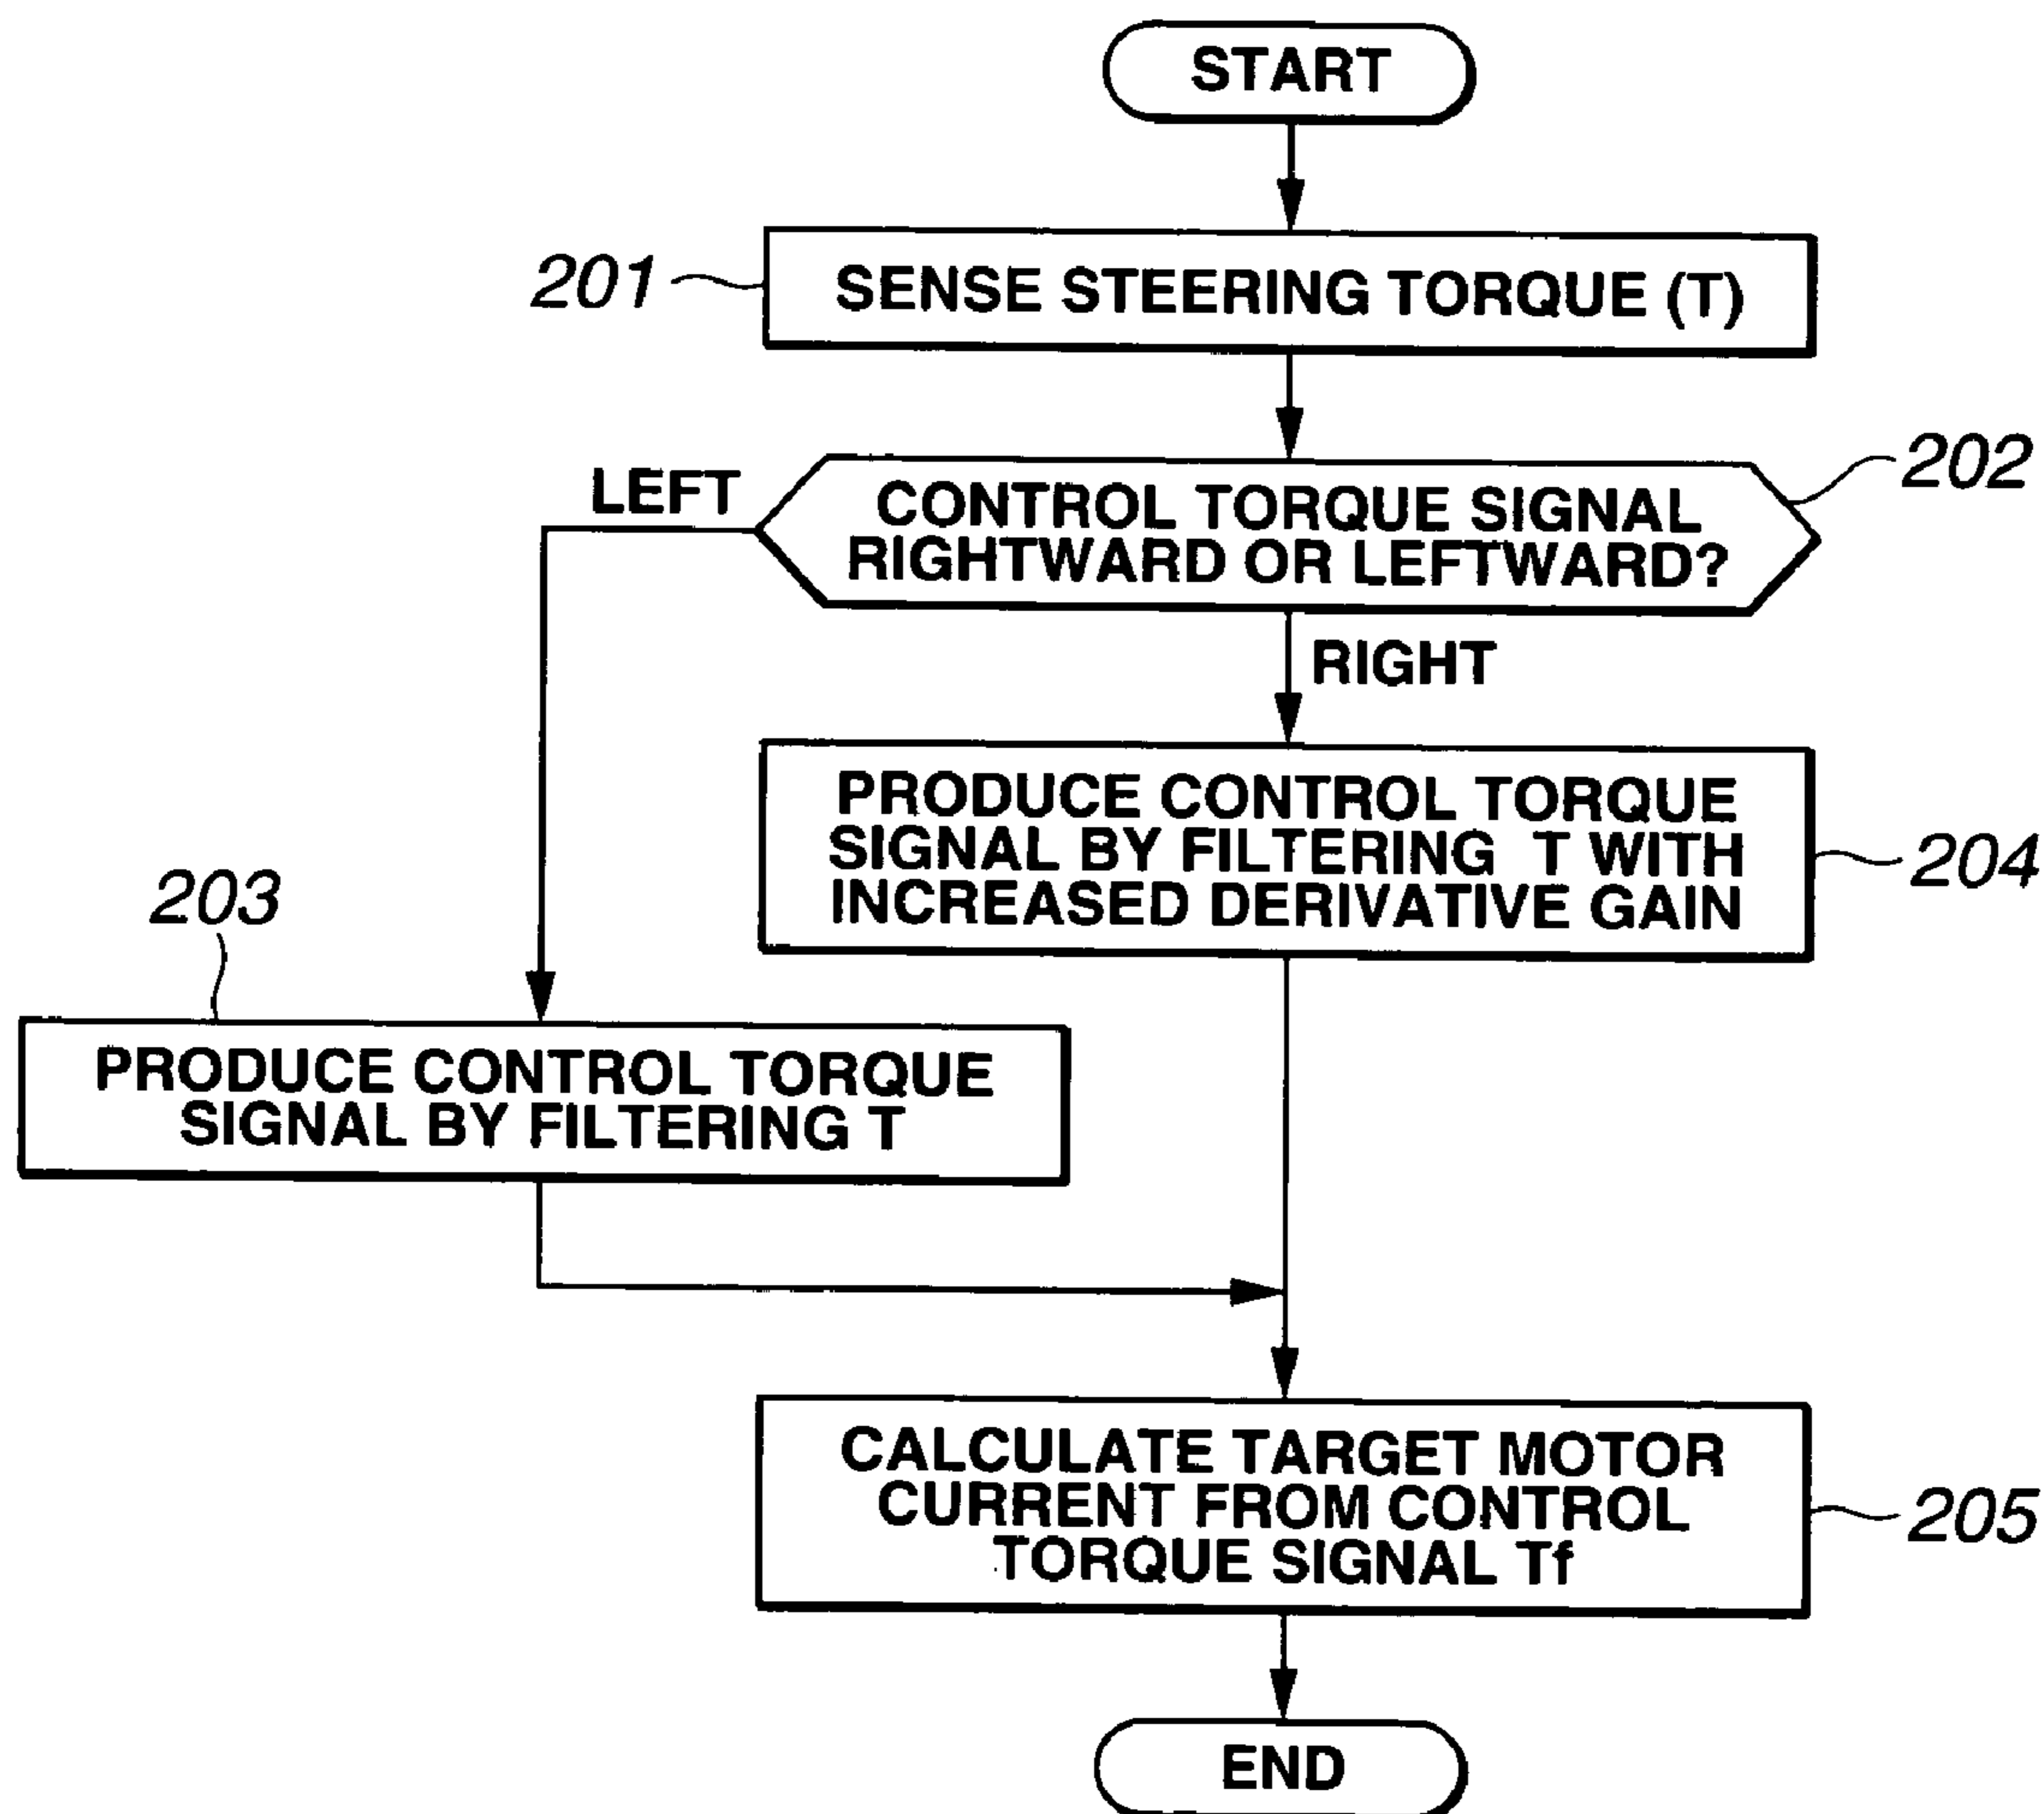 START
201
SENSE STEERING TORQUE (T)
202
LEFT
CONTROL TORQUE SIGNAL
RIGHTWARD OR LEFTWARD?
RIGHT
PRODUCE CONTROL TORQUE
SIGNAL BY FILTERING T WITH
INCREASED DERIVATIVE GAIN
204
203
PRODUCE CONTROL TORQUE
SIGNAL BY FILTERING T
CALCULATE TARGET MOTOR
CURRENT FROM CONTROL
TORQUE SIGNAL Tf
205
END